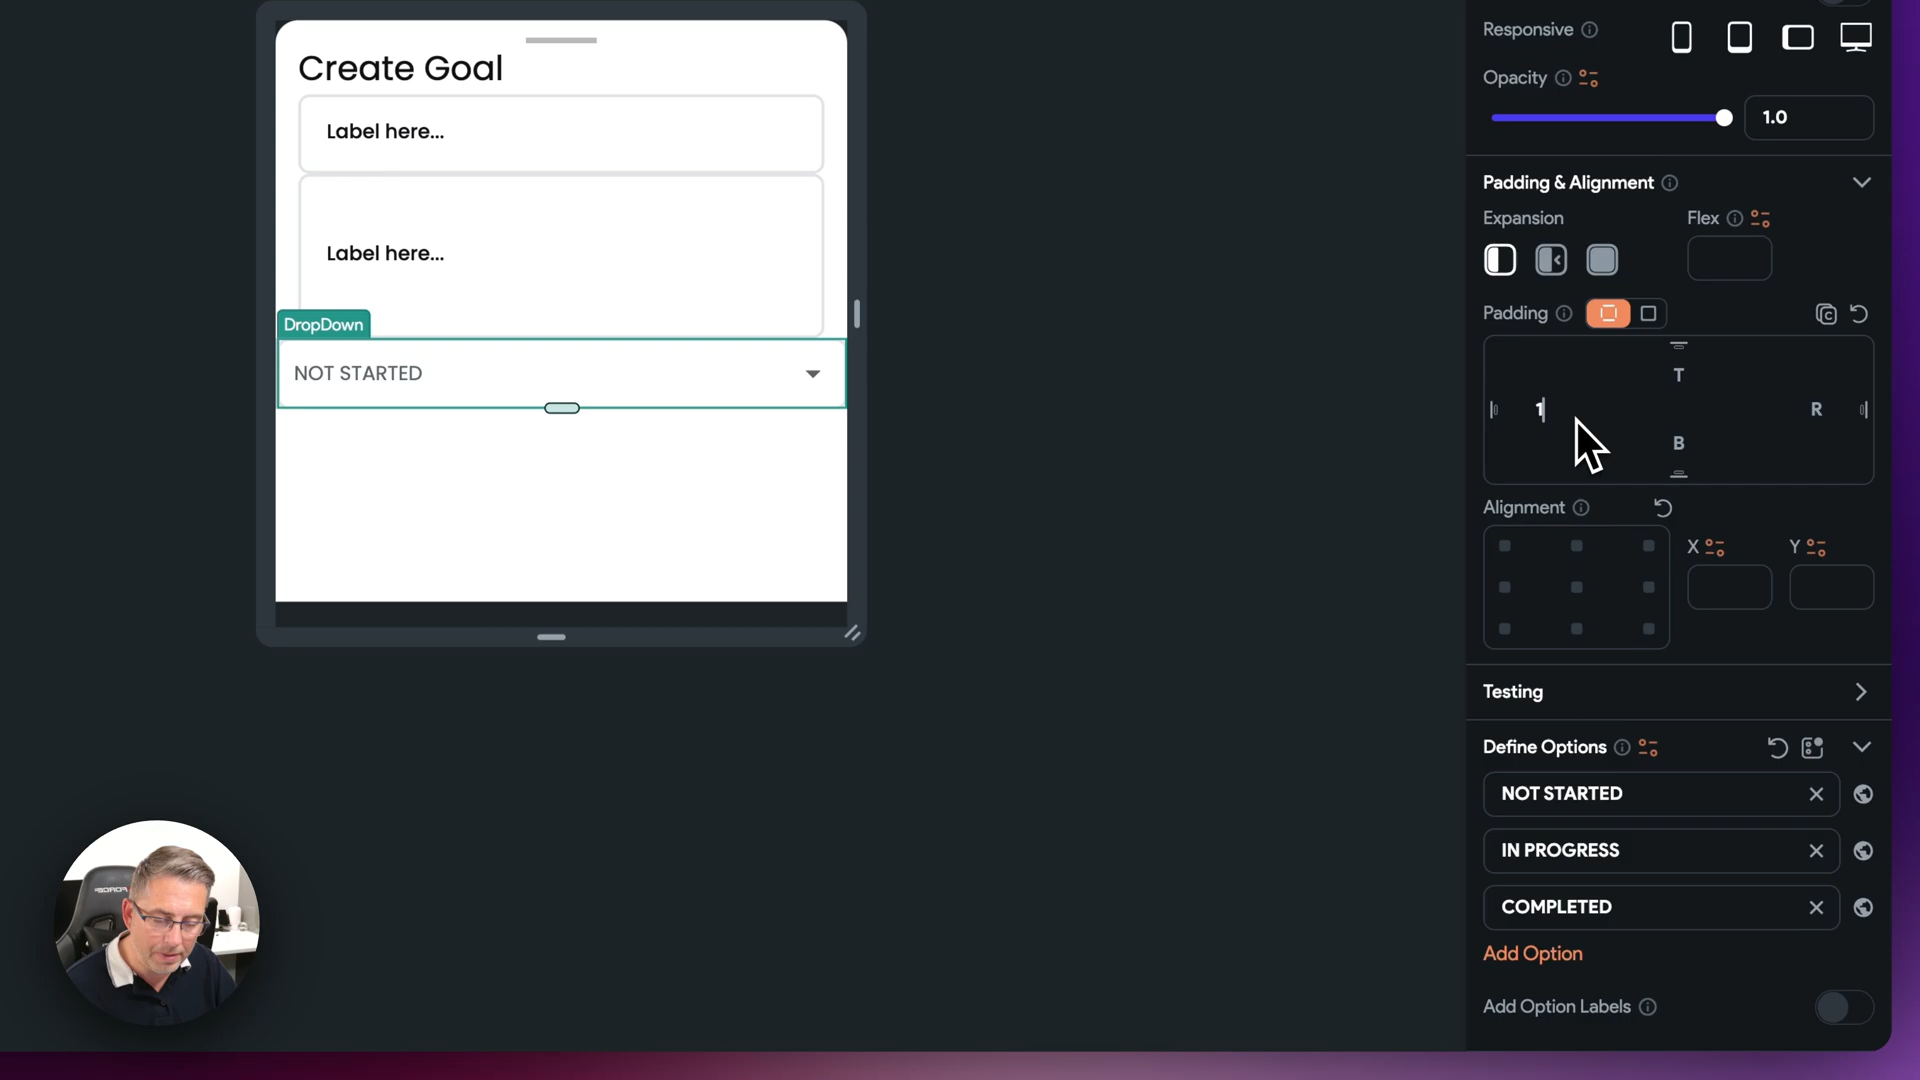 Create Goal
Label here...
Label here...
DropDown
NOT STARTED
Responsive
Opacity
1.0
Padding & Alignment
Expansion
Flex
Padding
T
1
R
B
Alignment
X
Y
Testing
Define Options
NOT STARTED
IN PROGRESS
COMPLETED
Add Option
Add Option Labels